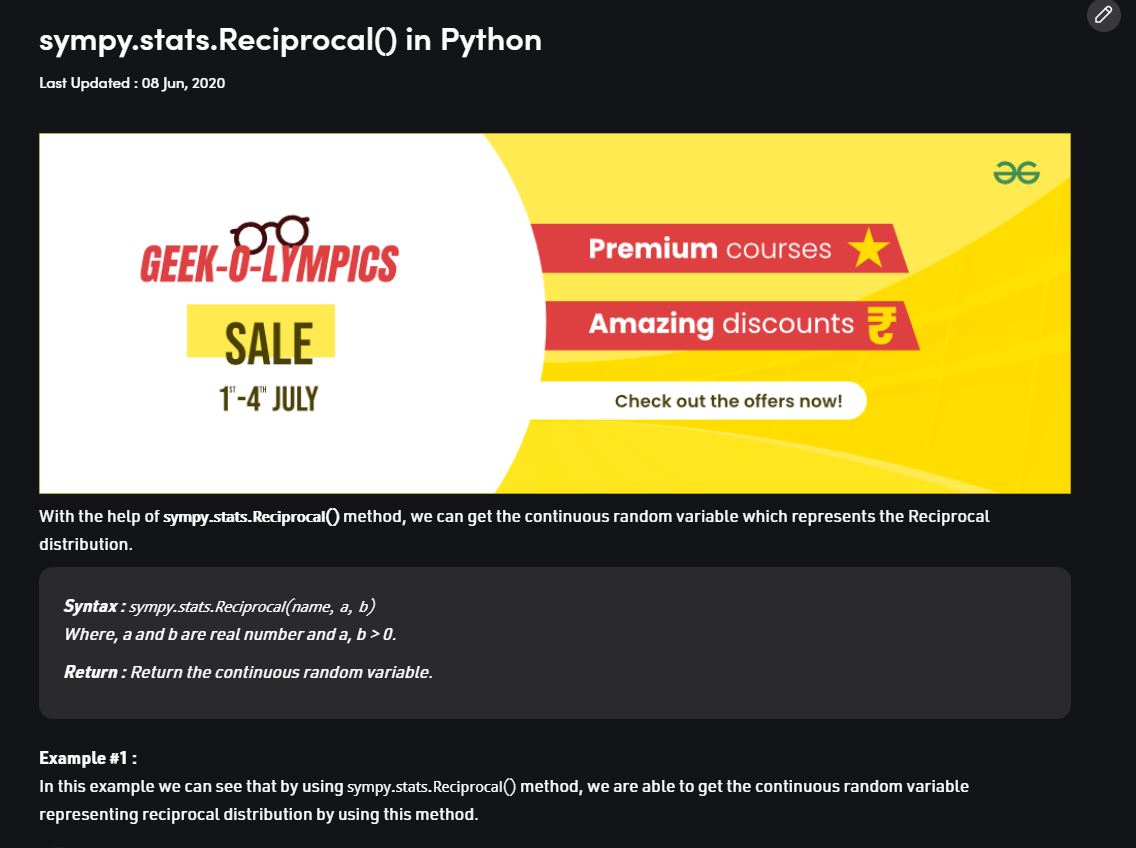 sympy.stats.Reciprocal() in Python
Last Updated : 08 Jun, 2020
GEEK-O-LYMPICS
SALE
1ST-4TH JULY
Premium courses
Amazing discounts ₹
Check out the offers now!
With the help of sympy.stats.Reciprocal() method, we can get the continuous random variable which represents the Reciprocal
distribution.
Syntax : sympy.stats.Reciprocal(name, a, b)
Where, a and b are real number and a, b > 0.
Return : Return the continuous random variable.
Example #1 :
In this example we can see that by using sympy.stats.Reciprocal() method, we are able to get the continuous random variable
representing reciprocal distribution by using this method.